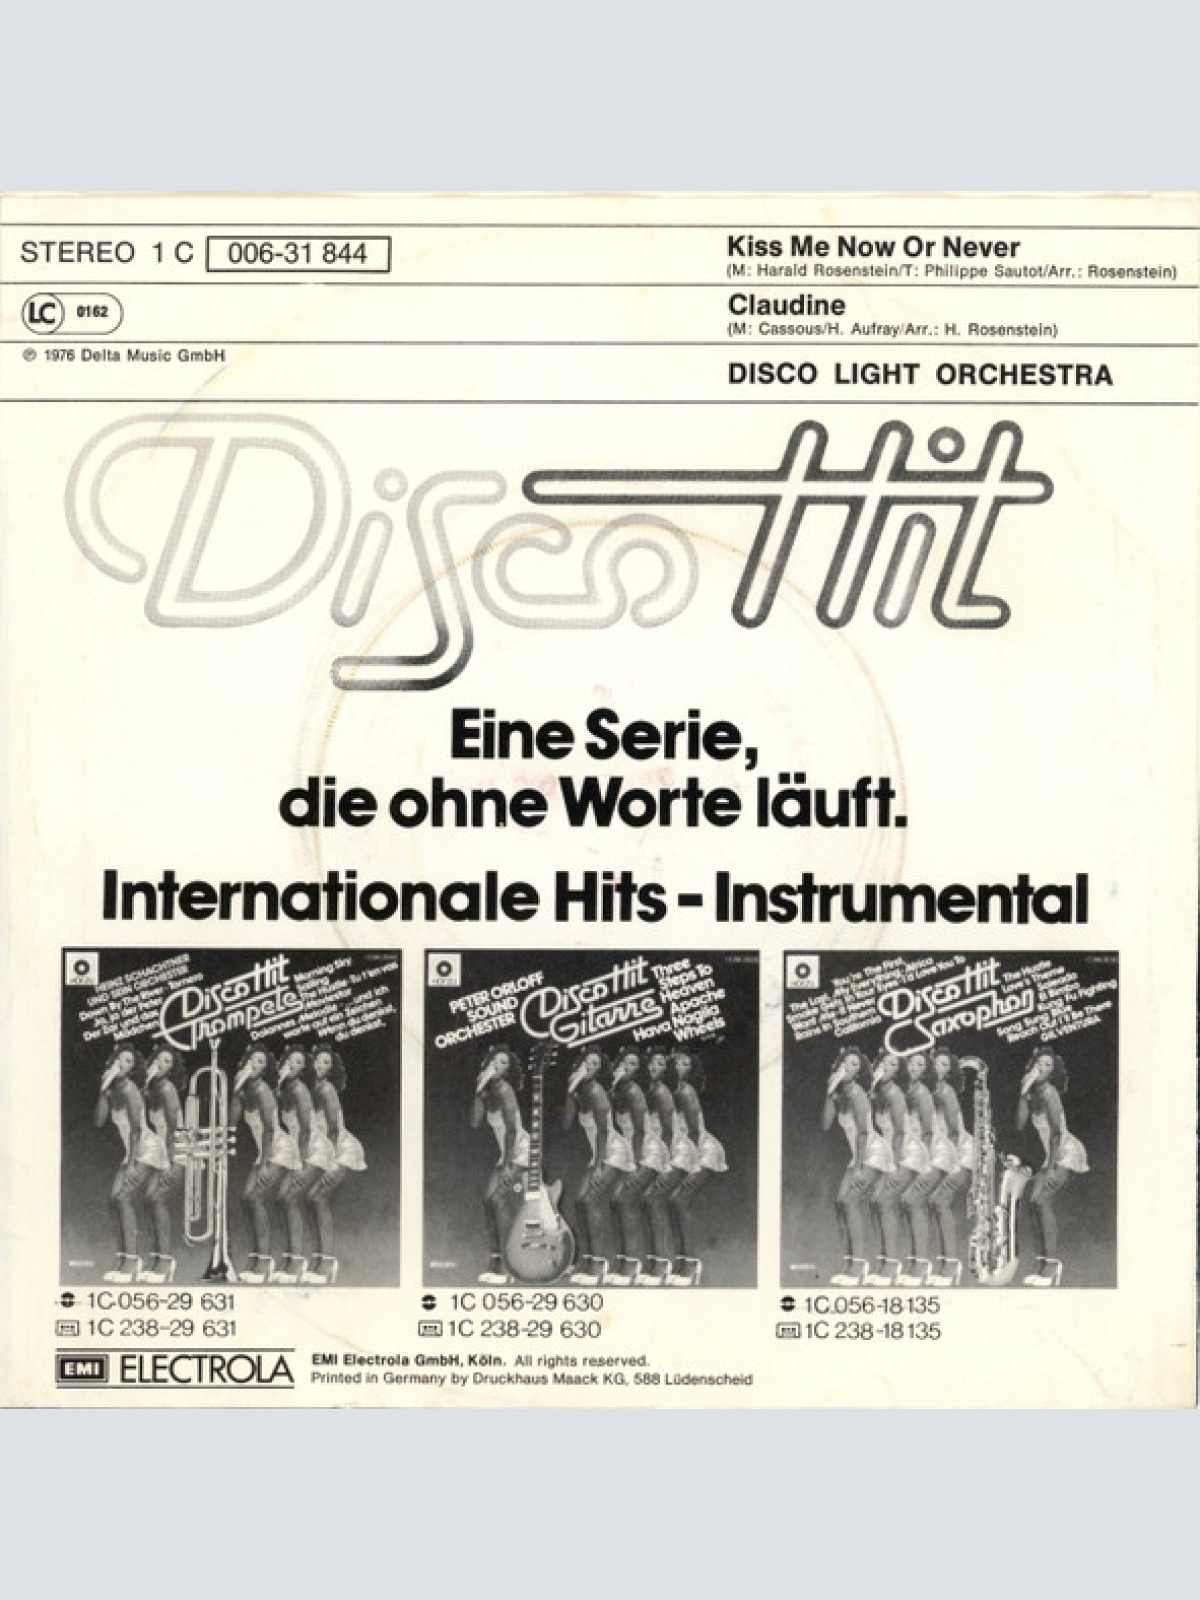 STEREO 1 C 006-31 844
Kiss Me Now Or Never
(M: Harald Rosenstein/T: Philippe Sautot/Arr.: Rosenstein)
LC 0162
Claudine
(M: Cassous/H. Aufray/Arr.: H. Rosenstein)
℗ 1976 Delta Music GmbH
DISCO LIGHT ORCHESTRA
Disco Hit
Eine Serie,
die ohne Worte läuft.
Internationale Hits - Instrumental
Disco Hit
Trompete
PETER ORLOFF
SOUND
ORCHESTER
Disco Hit
Gitarre
Three
Steps To
Heaven
Apache
Hava Nagila
Wheels
Disco Hit
Saxophon
1C 056-29 631
1C 238-29 631
1C 056-29 630
1C 238-29 630
1C 056-18 135
1C 238-18 135
EMI ELECTROLA
EMI Electrola GmbH, Köln. All rights reserved.
Printed in Germany by Druckhaus Maack KG, 588 Lüdenscheid